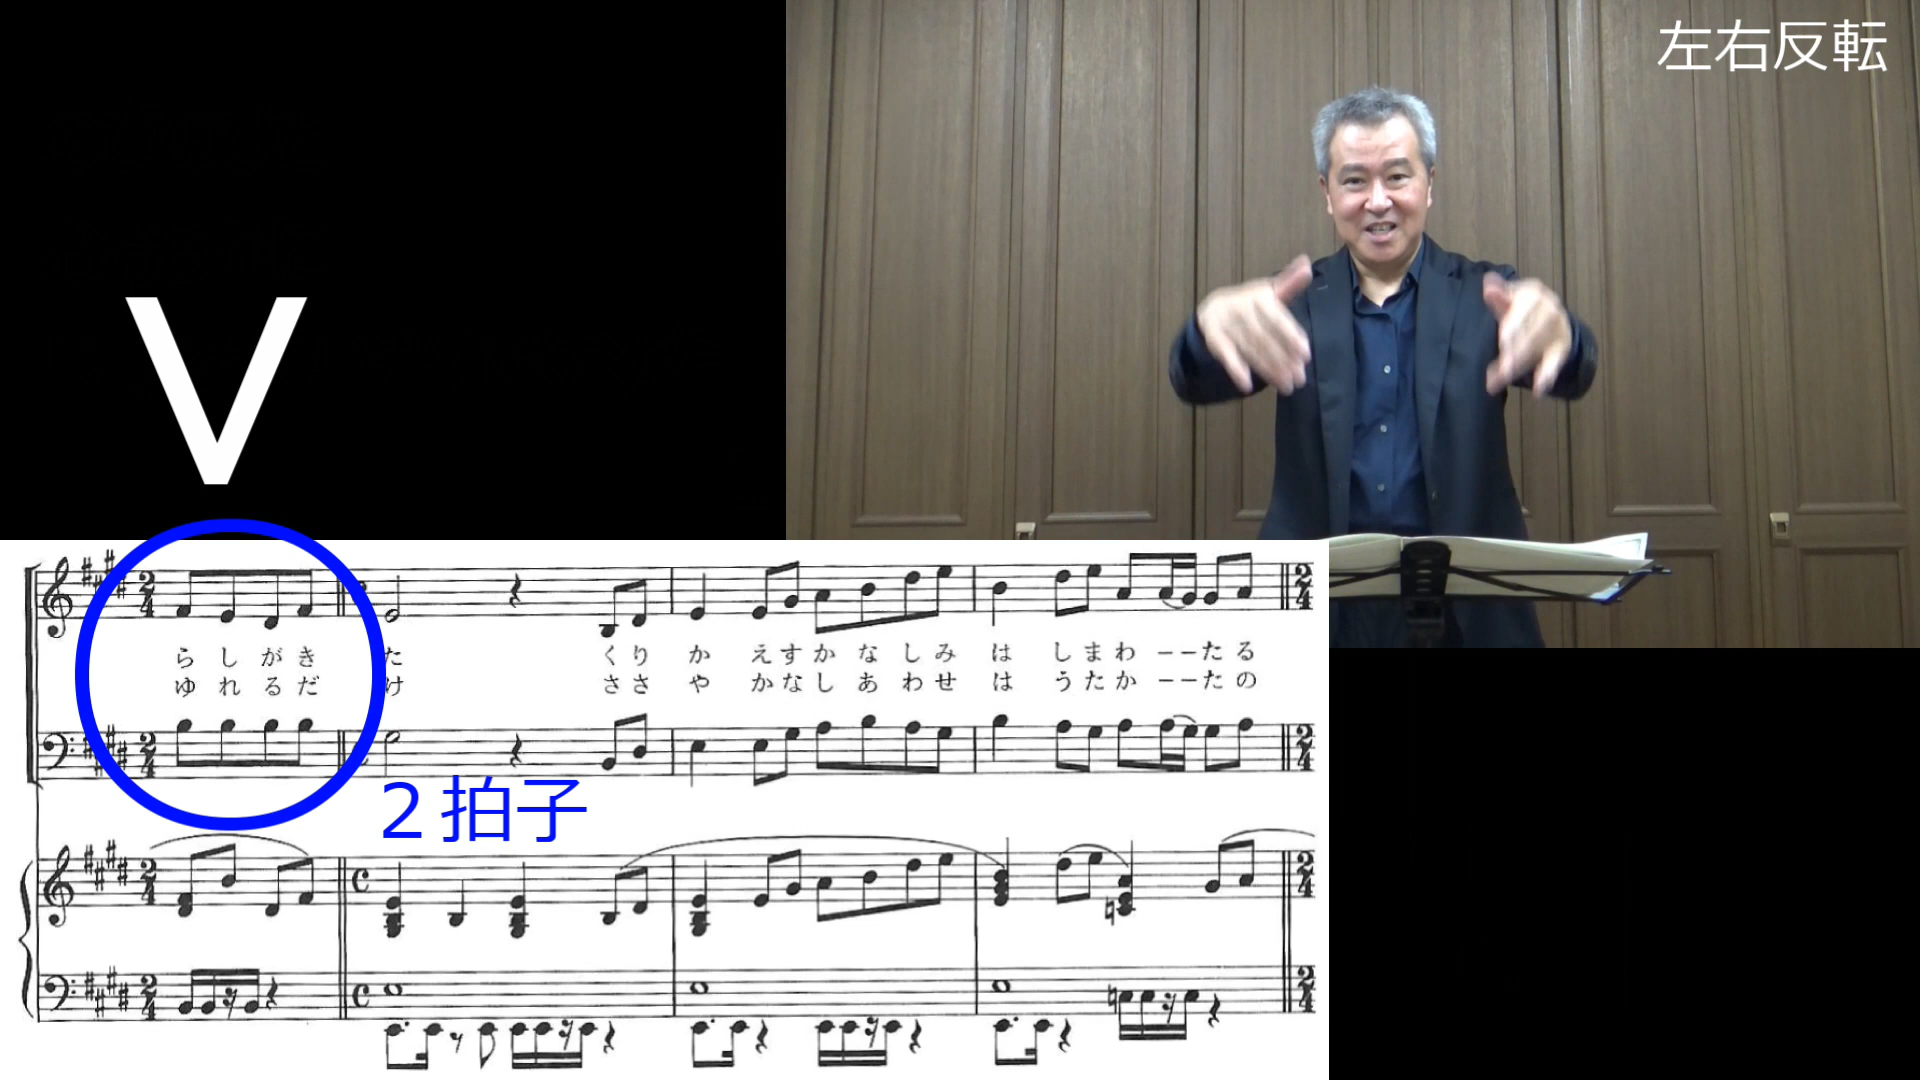 左右反転
V
らしがき た くり か えすか な し み は しまわ ーーた る
ゆれるだ け ささ や かなし あ わ せ は うたか ーーた の
2拍子